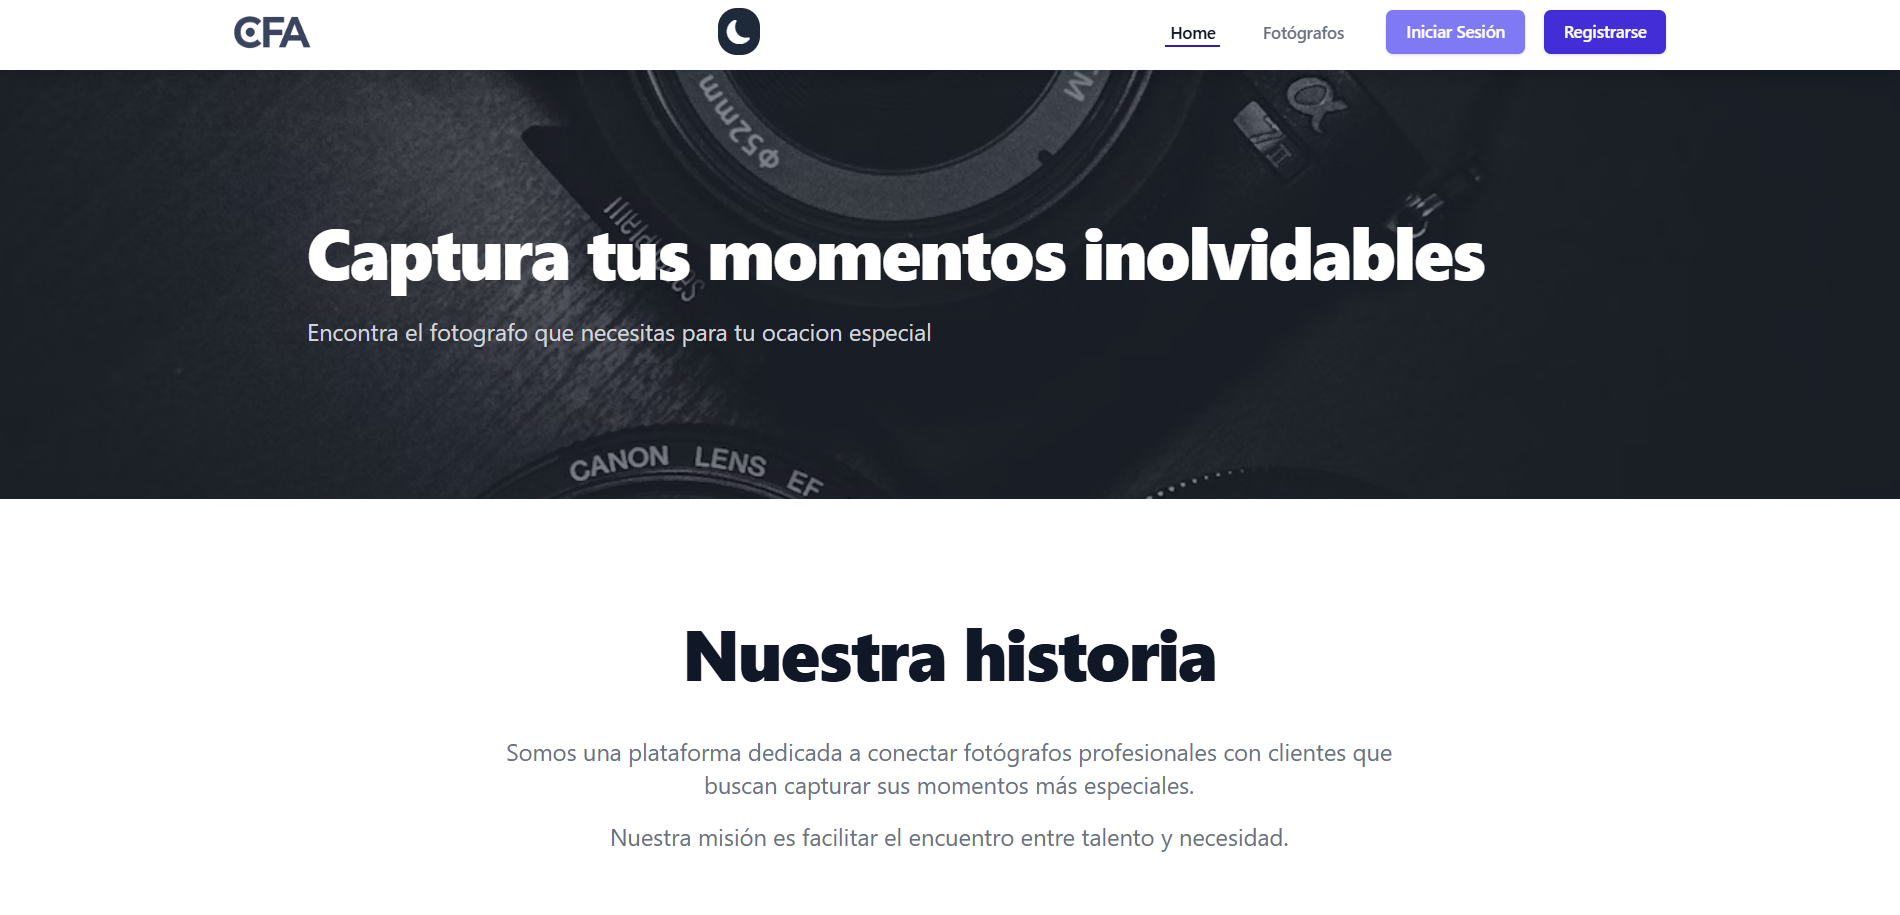 CFA
Home
Fotógrafos
Iniciar Sesión
Registrarse
φ52mm
α
7II
Captura tus momentos inolvidables
Encontra el fotografo que necesitas para tu ocacion especial
CANON LENS EF
Nuestra historia
Somos una plataforma dedicada a conectar fotógrafos profesionales con clientes que
buscan capturar sus momentos más especiales.
Nuestra misión es facilitar el encuentro entre talento y necesidad.